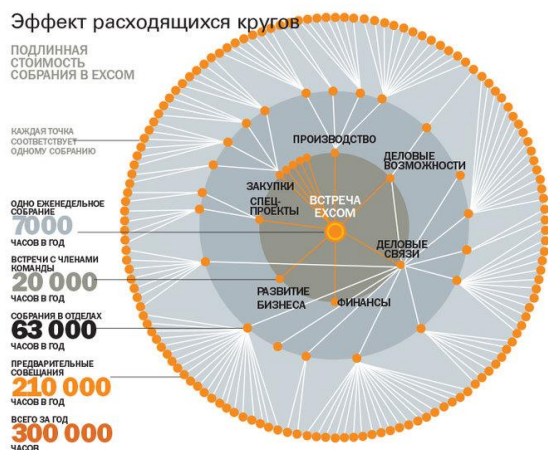 Эффект расходящихся кругов
ПОДЛИННАЯ
СТОИМОСТЬ
СОБРАНИЯ В EXCOM
КАЖДАЯ ТОЧКА
СООТВЕТСТВУЕТ
ОДНОМУ СОБРАНИЮ
ОДНО ЕЖЕНЕДЕЛЬНОЕ
СОБРАНИЕ
7000
ЧАСОВ В ГОД
ВСТРЕЧИ С ЧЛЕНАМИ
КОМАНДЫ
20 000
ЧАСОВ В ГОД
СОБРАНИЯ В ОТДЕЛАХ
63 000
ЧАСОВ В ГОД
ПРЕДВАРИТЕЛЬНЫЕ
СОВЕЩАНИЯ
210 000
ЧАСОВ В ГОД
ВСЕГО ЗА ГОД
300 000
ЧАСОВ
ПРОИЗВОДСТВО
ДЕЛОВЫЕ
ВОЗМОЖНОСТИ
ЗАКУПКИ
СПЕЦ-
ПРОЕКТЫ
ВСТРЕЧА
EXCOM
ДЕЛОВЫЕ
СВЯЗИ
РАЗВИТИЕ
БИЗНЕСА
ФИНАНСЫ